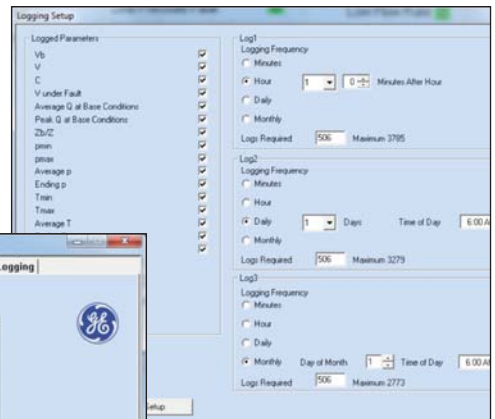 Logging Setup
Logged Parameters
Vb
V
C
V under Fault
Average Q at Base Conditions
Peak Q at Base Conditions
Zb/Z
pmin
pmax
Average p
Ending p
Tmin
Tmax
Average T
Log1
Logging Frequency
Minutes
Hour 1 0 Minutes After Hour
Daily
Monthly
Logs Required 506 Maximum 3785
Log2
Logging Frequency
Minutes
Hour
Daily 1 Days Time of Day 6:00 A
Monthly
Logs Required 506 Maximum 3279
Log3
Logging Frequency
Minutes
Hour
Daily
Monthly Day of Month 1 Time of Day 6:00 A
Logs Required 506 Maximum 2773
ogging
GE
Setup